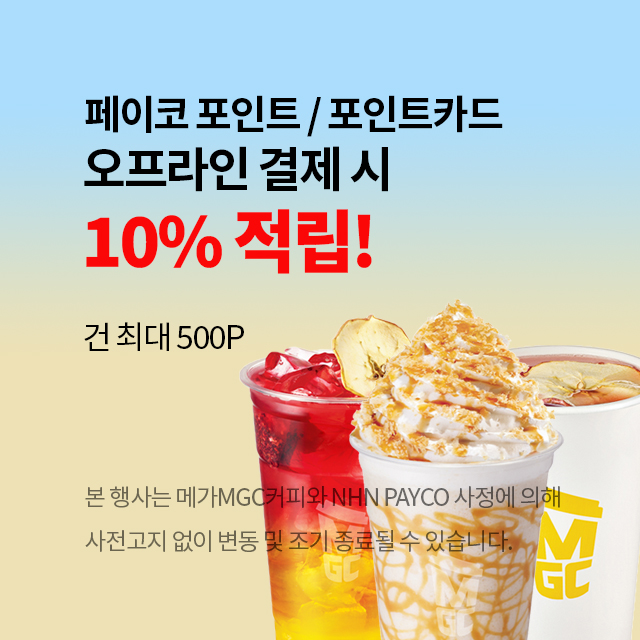 페이코 포인트 / 포인트카드
오프라인 결제 시
10% 적립!
건 최대 500P
본 행사는 메가MGC커피와 NHN PAYCO 사정에 의해
사전고지 없이 변동 및 조기 종료될 수 있습니다.
M
GC
M
GC